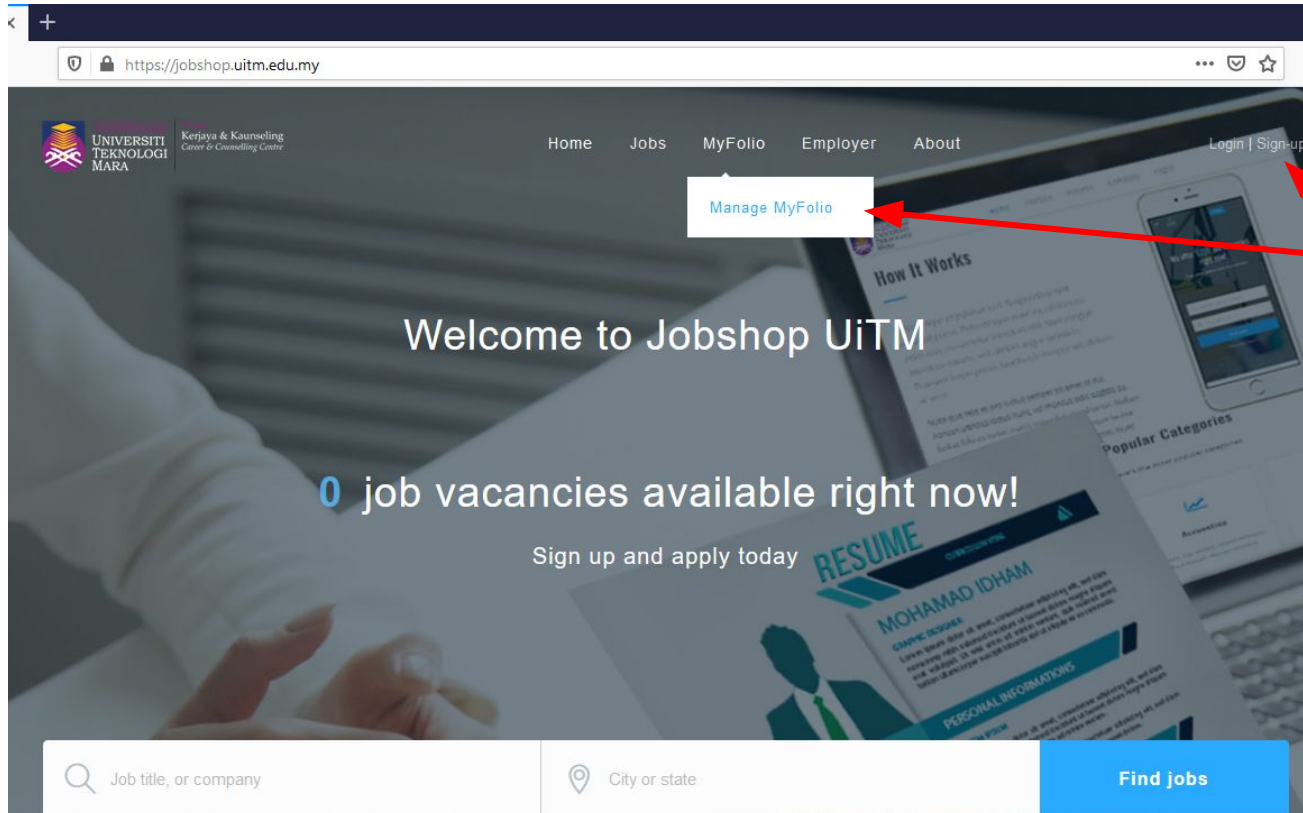 https://jobshop.uitm.edu.my
UNIVERSITI
TEKNOLOGI
MARA
Kerjaya & Kaunseling
Career & Counselling Centre
Home Jobs MyFolio Employer About Login | Sign-up
Manage MyFolio
How It Works
Welcome to Jobshop UiTM
Popular Categories
0 job vacancies available right now!
Accounting
Sign up and apply today
RESUME
CURRICULUM VITAE
MOHAMAD IDHAM
GRAPHIC DESIGNER
PERSONAL INFORMATIONS
Job title, or company City or state Find jobs